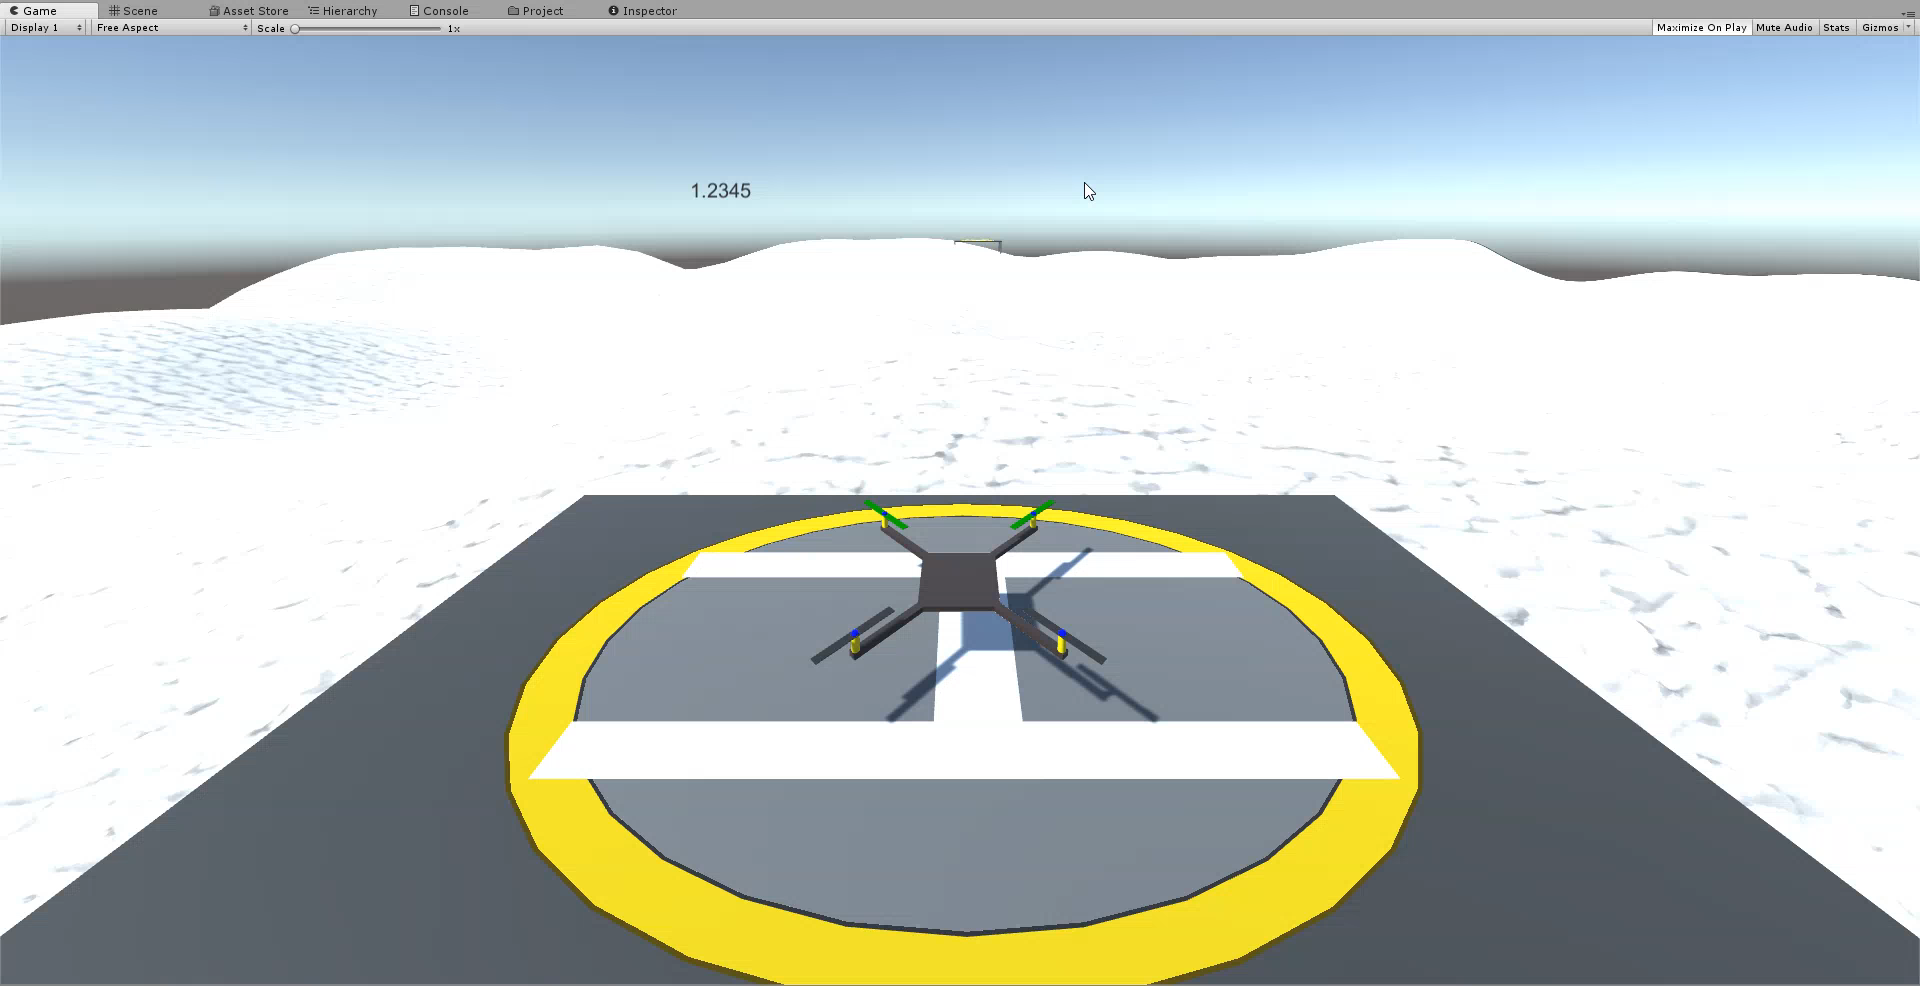 Game Scene Asset Store Hierarchy Console Project Inspector
Display 1 Free Aspect Scale 1x Maximize On Play Mute Audio Stats Gizmos
1.2345